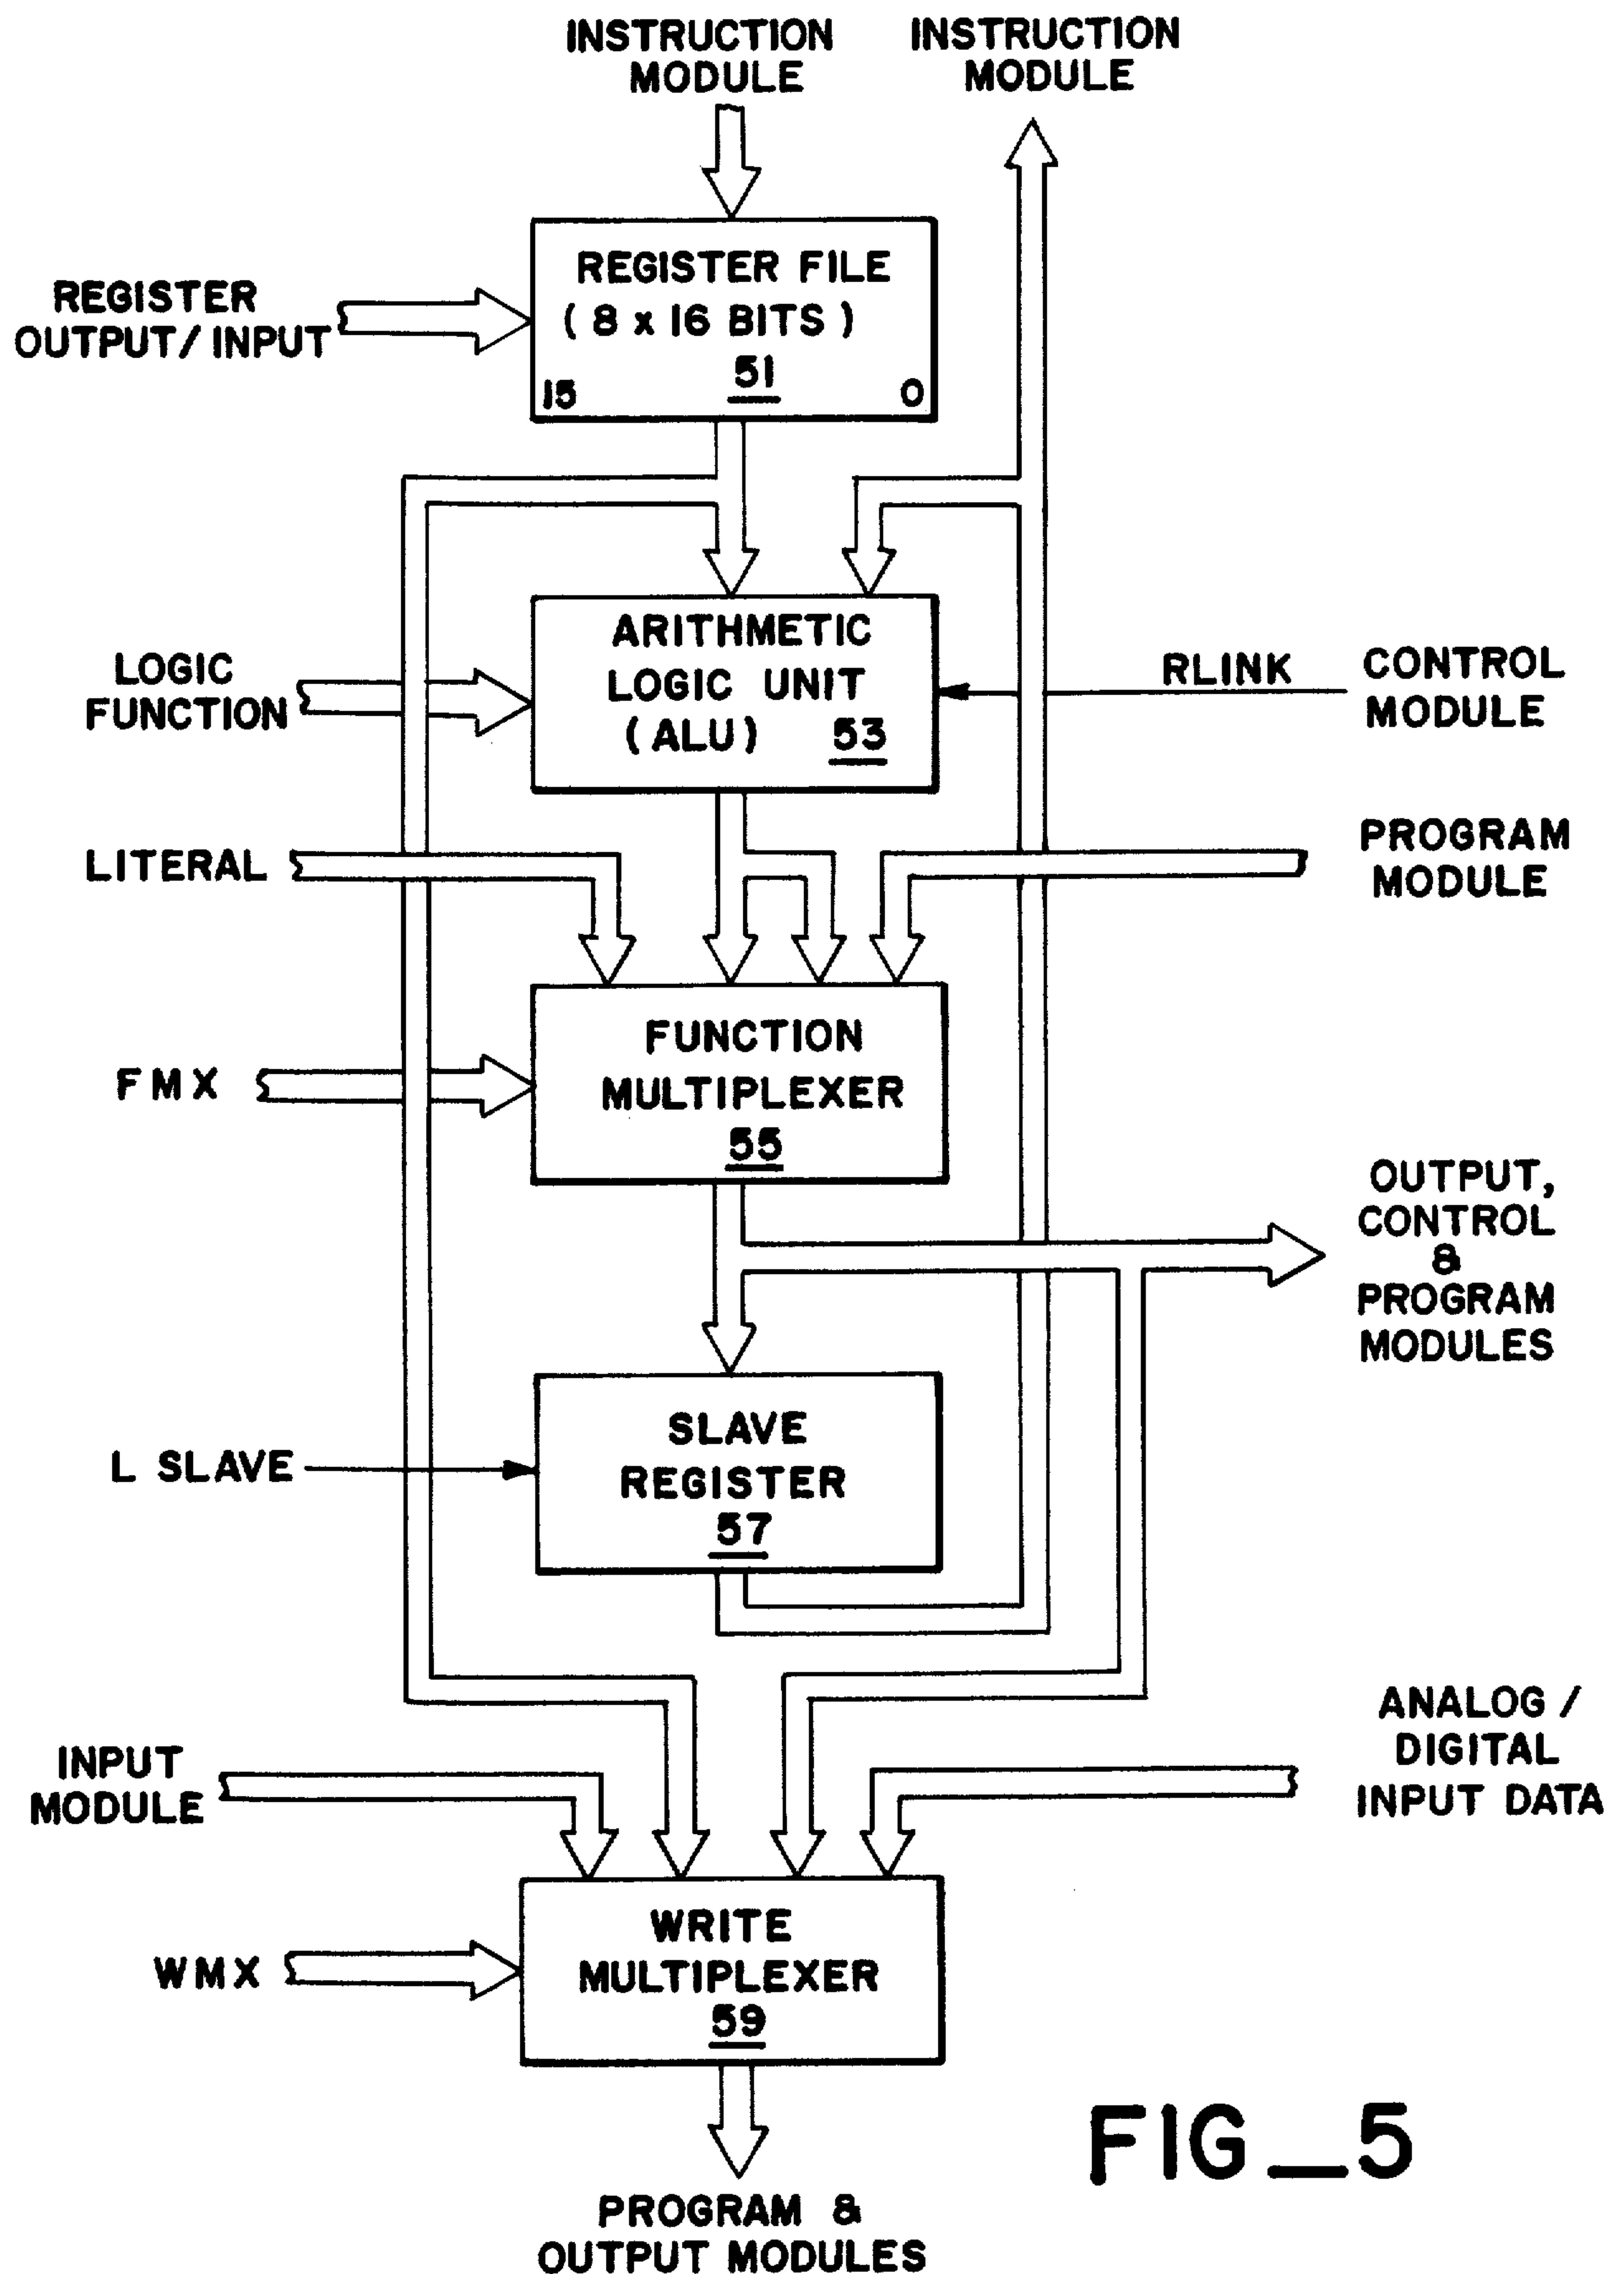 INSTRUCTION
MODULE
INSTRUCTION
MODULE
REGISTER
OUTPUT/INPUT
REGISTER FILE
(8 x 16 BITS)
51
15
0
LOGIC
FUNCTION
ARITHMETIC
LOGIC UNIT
(ALU)
53
RLINK
CONTROL
MODULE
LITERAL
PROGRAM
MODULE
FMX
FUNCTION
MULTIPLEXER
55
OUTPUT,
CONTROL
&
PROGRAM
MODULES
L SLAVE
SLAVE
REGISTER
57
INPUT
MODULE
ANALOG/
DIGITAL
INPUT DATA
WMX
WRITE
MULTIPLEXER
59
PROGRAM &
OUTPUT MODULES
FIG_5